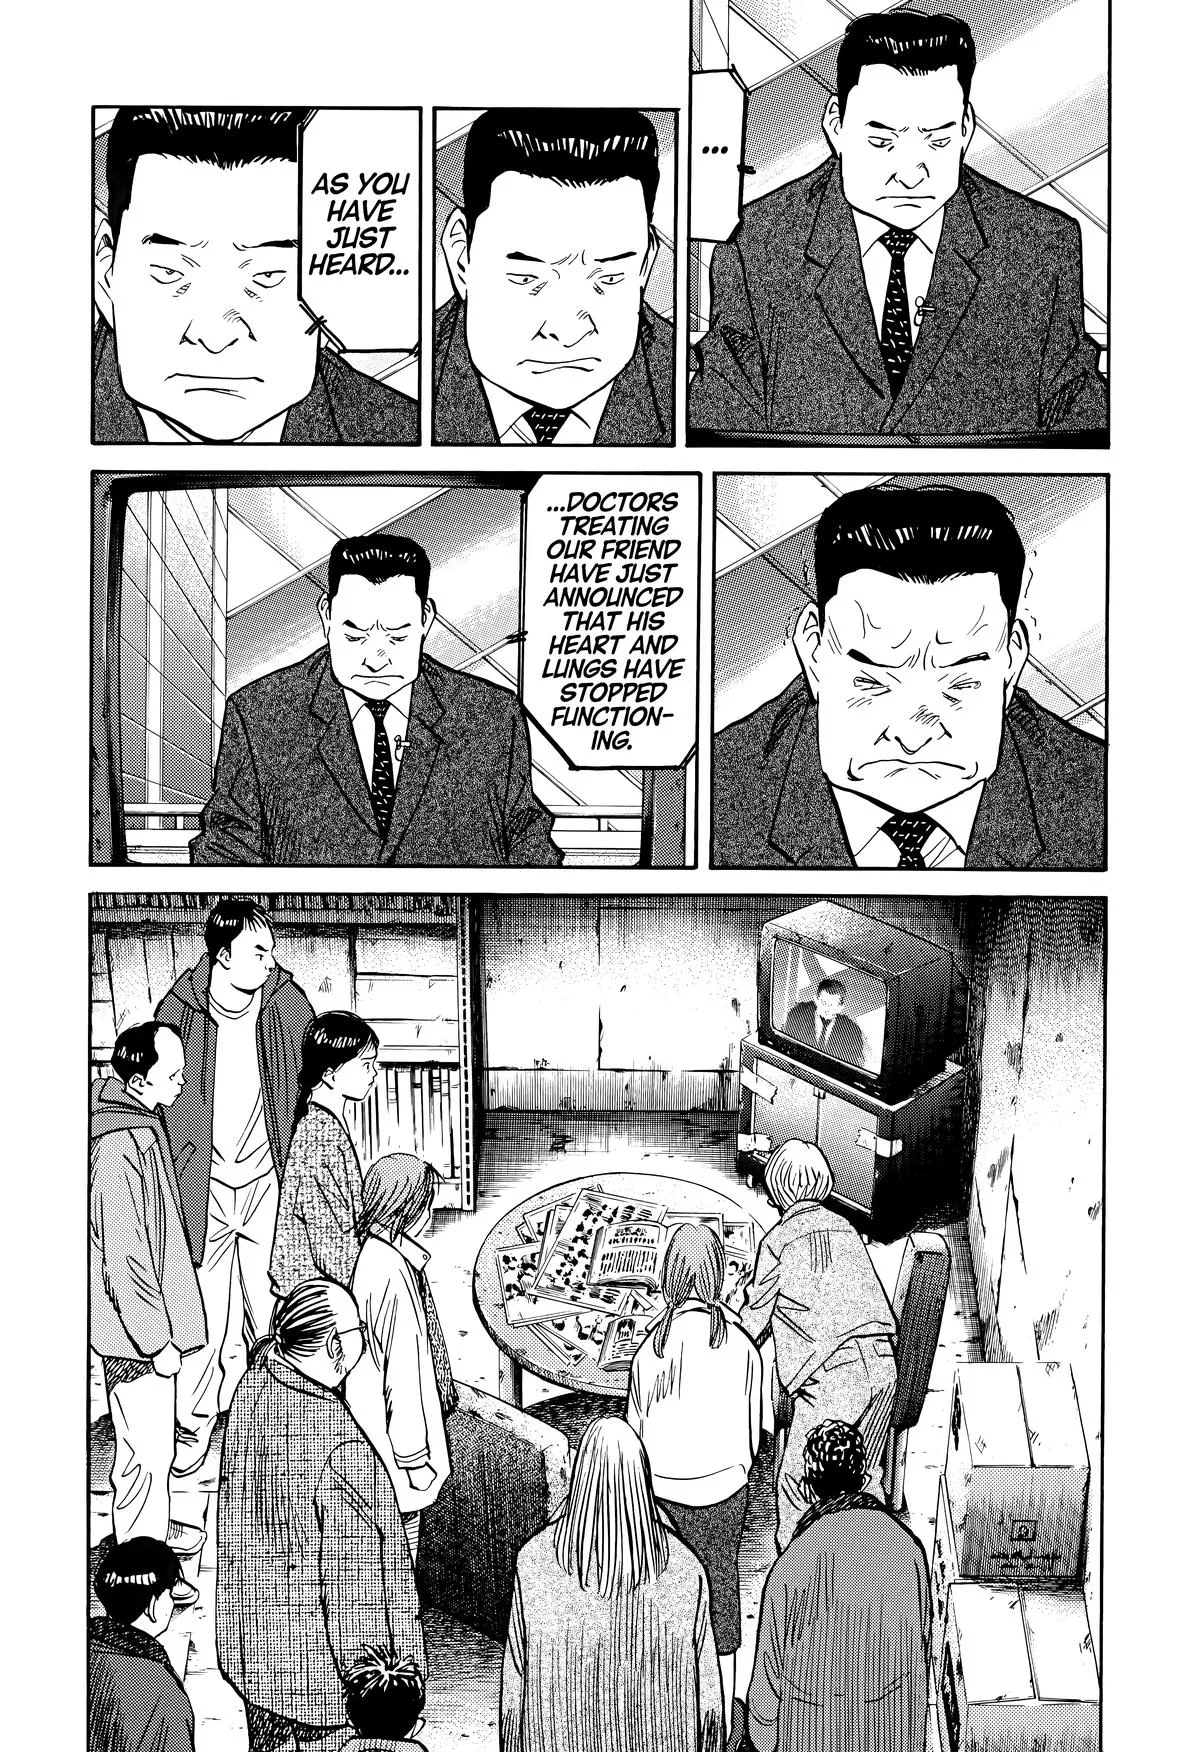 ...
AS YOU
HAVE
JUST
HEARD...
...DOCTORS
TREATING
OUR FRIEND
HAVE JUST
ANNOUNCED
THAT HIS
HEART AND
LUNGS HAVE
STOPPED
FUNCTION-
ING.